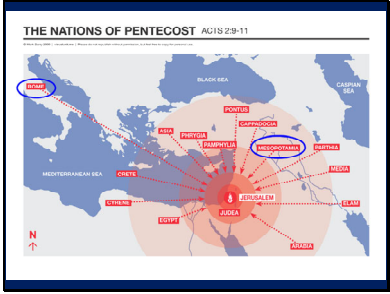 THE NATIONS OF PENTECOST ACTS 2:9-11
BLACK SEA
CASPIAN
SEA
ROME
PONTUS
CAPPADOCIA
ASIA
PHRYGIA
PAMPHYLIA
MESOPOTAMIA
PARTHIA
MEDIA
MEDITERRANEAN SEA
CRETE
CYRENE
JERUSALEM
ELAM
JUDEA
EGYPT
N
ARABIA